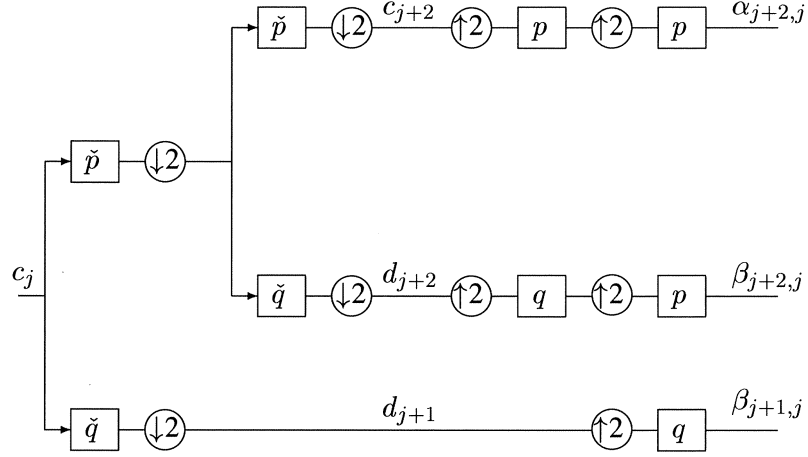 p̌ ↓2 c_{j+2} ↑2 p ↑2 p α_{j+2,j}
p̌ ↓2
c_j
q̌ ↓2 d_{j+2} ↑2 q ↑2 p β_{j+2,j}
q̌ ↓2 d_{j+1} ↑2 q β_{j+1,j}